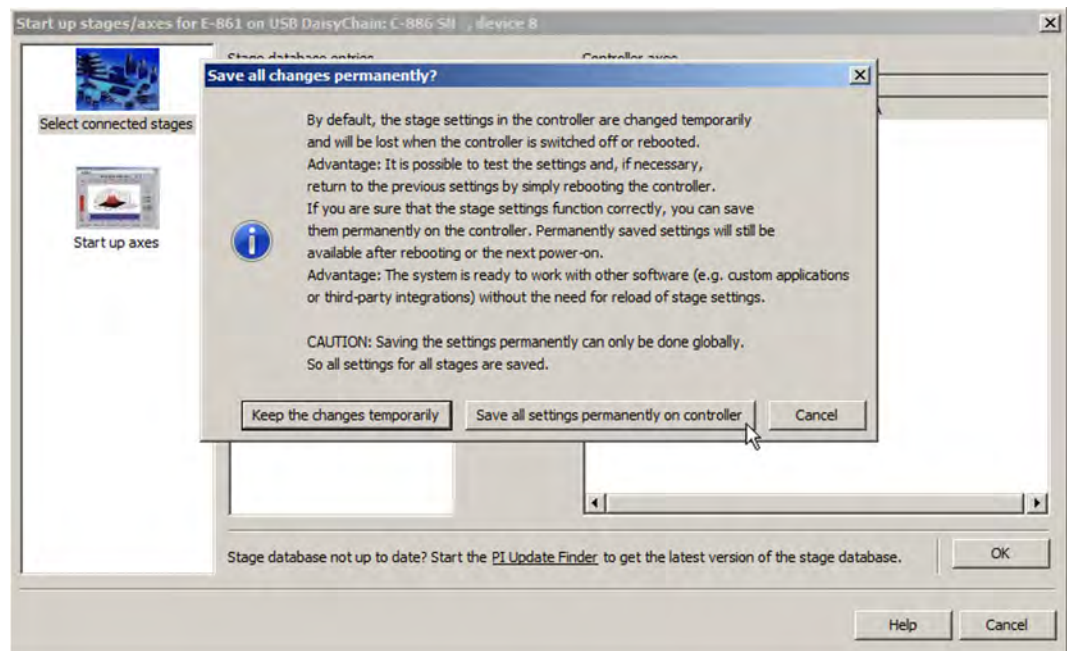 Start up stages/axes for E-861 on USB DaisyChain: C-886 SN , device 8
Stage database entries
Controller axes
Save all changes permanently?
Select connected stages
Start up axes
By default, the stage settings in the controller are changed temporarily
and will be lost when the controller is switched off or rebooted.
Advantage: It is possible to test the settings and, if necessary,
return to the previous settings by simply rebooting the controller.
If you are sure that the stage settings function correctly, you can save
them permanently on the controller. Permanently saved settings will still be
available after rebooting or the next power-on.
Advantage: The system is ready to work with other software (e.g. custom applications
or third-party integrations) without the need for reload of stage settings.
CAUTION: Saving the settings permanently can only be done globally.
So all settings for all stages are saved.
Keep the changes temporarily
Save all settings permanently on controller
Cancel
Stage database not up to date? Start the PI Update Finder to get the latest version of the stage database.
OK
Help
Cancel